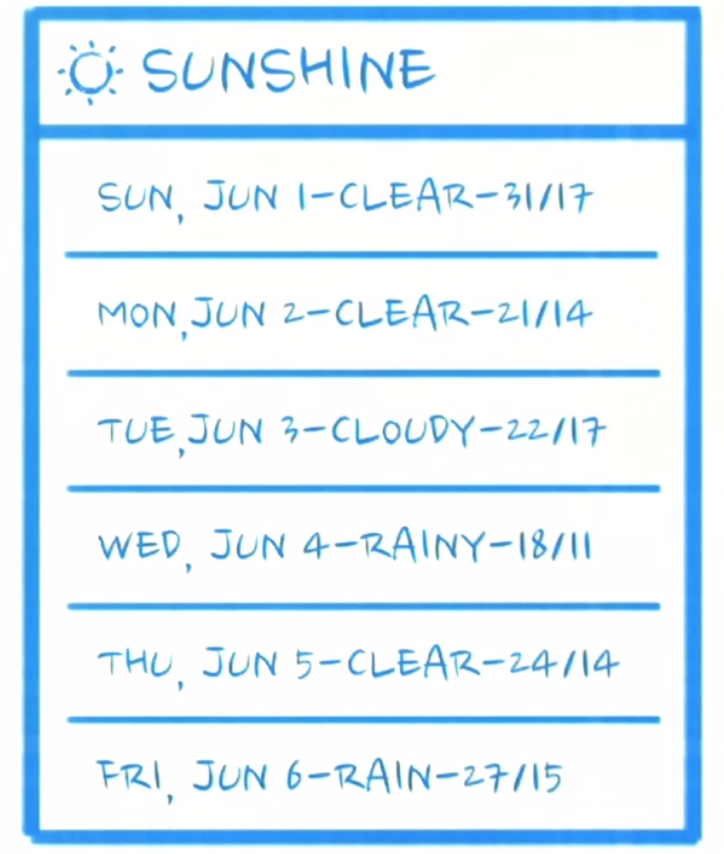 SUNSHINE
SUN, JUN 1-CLEAR-31/17
MON, JUN 2-CLEAR-21/14
TUE, JUN 3-CLOUDY-22/17
WED, JUN 4-RAINY-18/11
THU, JUN 5-CLEAR-24/14
FRI, JUN 6-RAIN-27/15